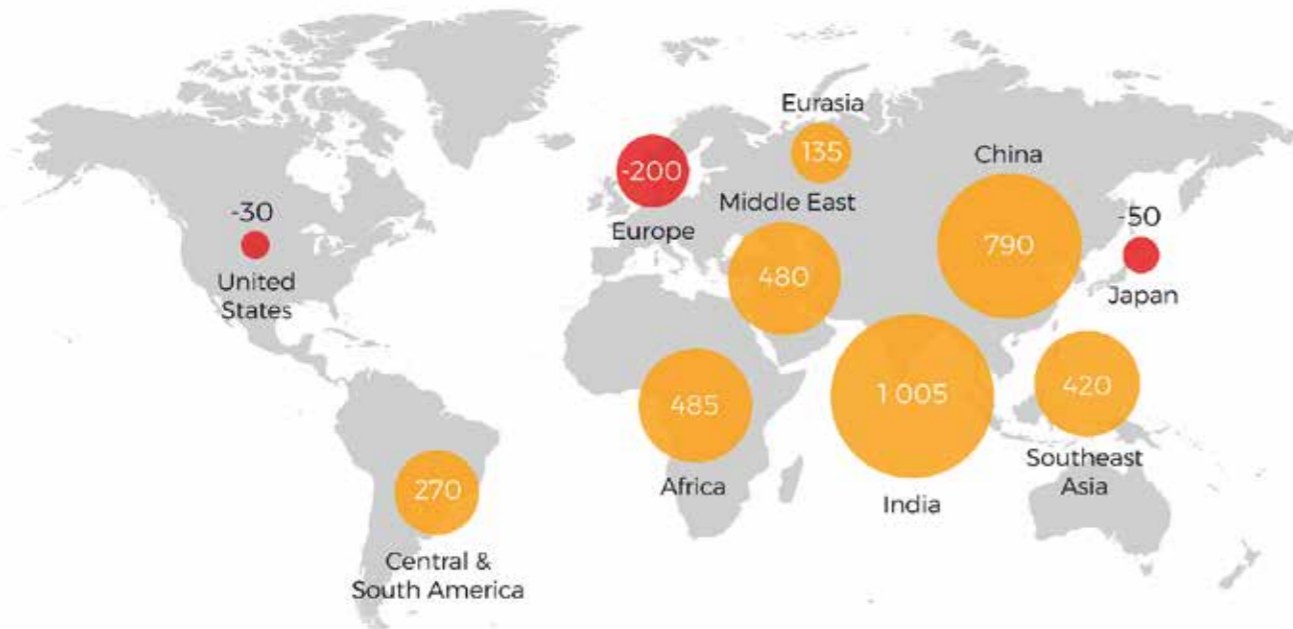 Eurasia
135
China
-200
Middle East
-30
-50
Europe
790
480
United
States
Japan
1 005
420
485
Southeast
Asia
270
Africa
India
Central &
South America